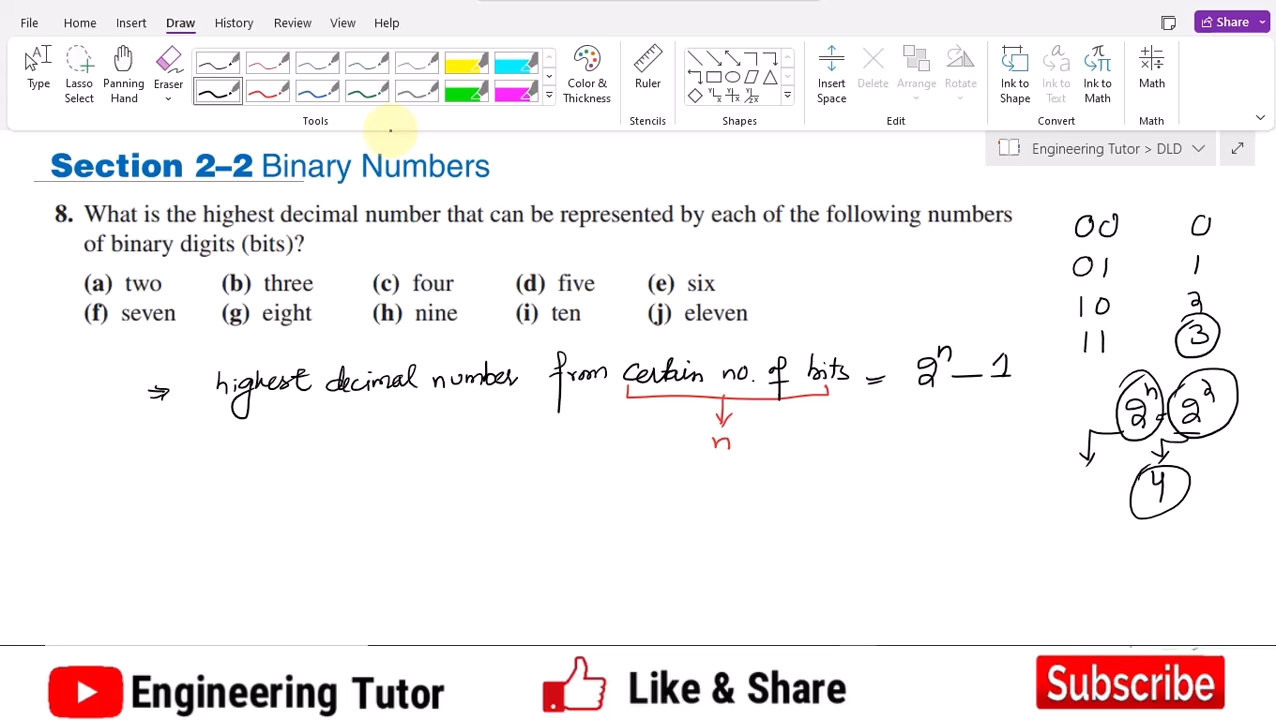 File Home Insert Draw History Review View Help
Share
Type
Lasso Select
Panning Hand
Eraser
Color & Thickness
Ruler
Insert Space
Delete
Arrange
Rotate
Ink to Shape
Ink to Text
Ink to Math
Math
Tools
Stencils
Shapes
Edit
Convert
Math
Engineering Tutor > DLD
Section 2–2 Binary Numbers
8. What is the highest decimal number that can be represented by each of the following numbers
of binary digits (bits)?
(a) two (b) three (c) four (d) five (e) six
(f) seven (g) eight (h) nine (i) ten (j) eleven
00 0
01 1
10 2
11 3
⇒ highest decimal number from certain no. of bits = 2ⁿ – 1
n
2ⁿ = 2²
4
Engineering Tutor
Like & Share
Subscribe